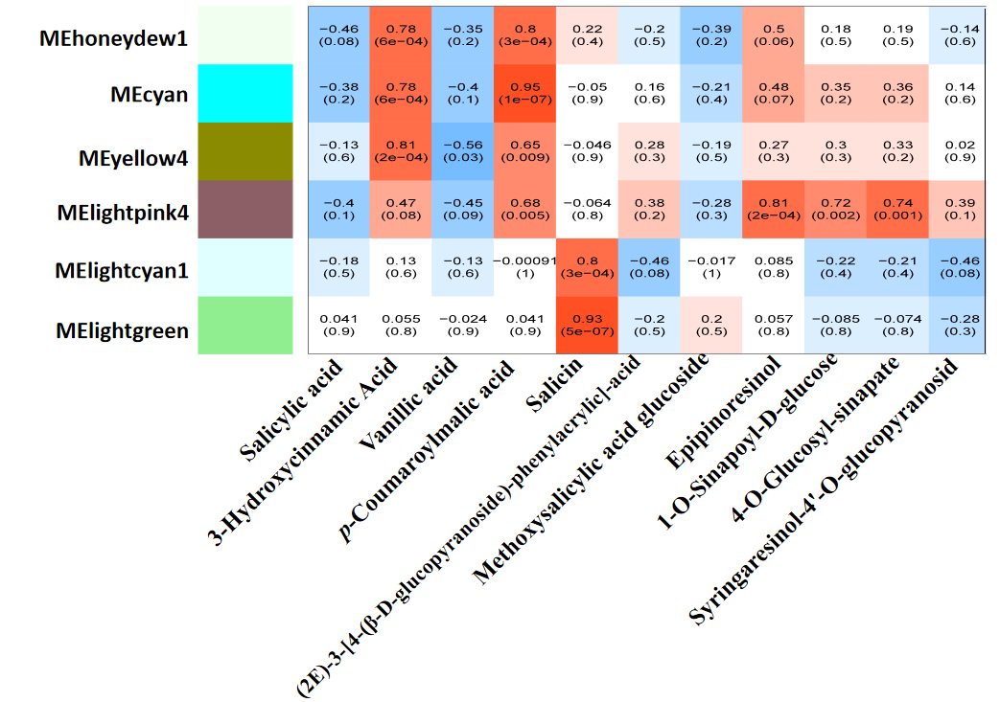 MEhoneydew1 −0.46 0.78 −0.35 0.8 0.22 −0.2 −0.39 0.5 0.18 0.19 −0.14
(0.08) (6e−04) (0.2) (3e−04) (0.4) (0.5) (0.2) (0.06) (0.5) (0.5) (0.6)
MEcyan −0.38 0.78 −0.4 0.95 −0.05 0.16 −0.21 0.48 0.35 0.36 0.14
(0.2) (6e−04) (0.1) (1e−07) (0.9) (0.6) (0.4) (0.07) (0.2) (0.2) (0.6)
MEyellow4 −0.13 0.81 −0.56 0.65 −0.046 0.28 −0.19 0.27 0.3 0.33 0.02
(0.6) (2e−04) (0.03) (0.009) (0.9) (0.3) (0.5) (0.3) (0.3) (0.2) (0.9)
MElightpink4 −0.4 0.47 −0.45 0.68 −0.064 0.38 −0.28 0.81 0.72 0.74 0.39
(0.1) (0.08) (0.09) (0.005) (0.8) (0.2) (0.3) (2e−04) (0.002) (0.001) (0.1)
MElightcyan1 −0.18 0.13 −0.13 −0.00091 0.8 −0.46 −0.017 0.085 −0.22 −0.21 −0.46
(0.5) (0.6) (0.6) (1) (3e−04) (0.08) (1) (0.8) (0.4) (0.4) (0.08)
MElightgreen 0.041 0.055 −0.024 0.041 0.93 −0.2 0.2 0.057 −0.085 −0.074 −0.28
(0.9) (0.8) (0.9) (0.9) (5e−07) (0.5) (0.5) (0.8) (0.8) (0.8) (0.3)
Salicylic acid
3-Hydroxycinnamic Acid
Vanillic acid
p-Coumaroylmalic acid
Salicin
(2E)-3-[4-(β-D-glucopyranoside)-phenylacrylic]-acid
Methoxysalicylic acid glucoside
Epipinoresinol
1-O-Sinapoyl-D-glucose
4-O-Glucosyl-sinapate
Syringaresinol-4'-O-glucopyranosid